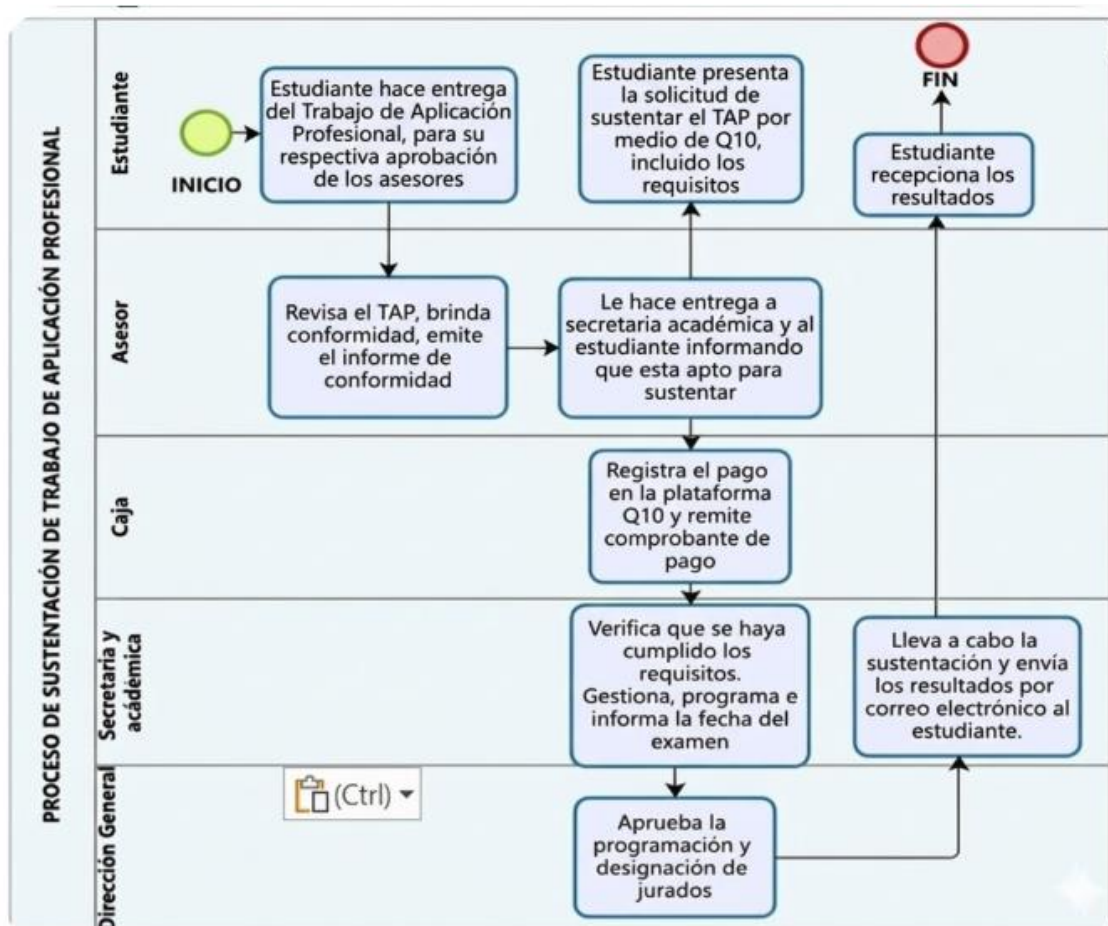 PROCESO DE SUSTENTACIÓN DE TRABAJO DE APLICACIÓN PROFESIONAL
Estudiante
INICIO
Estudiante hace entrega
del Trabajo de Aplicación
Profesional, para su
respectiva aprobación
de los asesores
Estudiante presenta
la solicitud de
sustentar el TAP por
medio de Q10,
incluido los
requisitos
FIN
Estudiante
recepciona los
resultados
Asesor
Revisa el TAP, brinda
conformidad, emite
el informe de
conformidad
Le hace entrega a
secretaria académica y al
estudiante informando
que esta apto para
sustentar
Caja
Registra el pago
en la plataforma
Q10 y remite
comprobante de
pago
Secretaria y
acádémica
Verifica que se haya
cumplido los
requisitos.
Gestiona, programa e
informa la fecha del
examen
Lleva a cabo la
sustentación y envía
los resultados por
correo electrónico al
estudiante.
Dirección General
(Ctrl)
Aprueba la
programación y
designación de
jurados